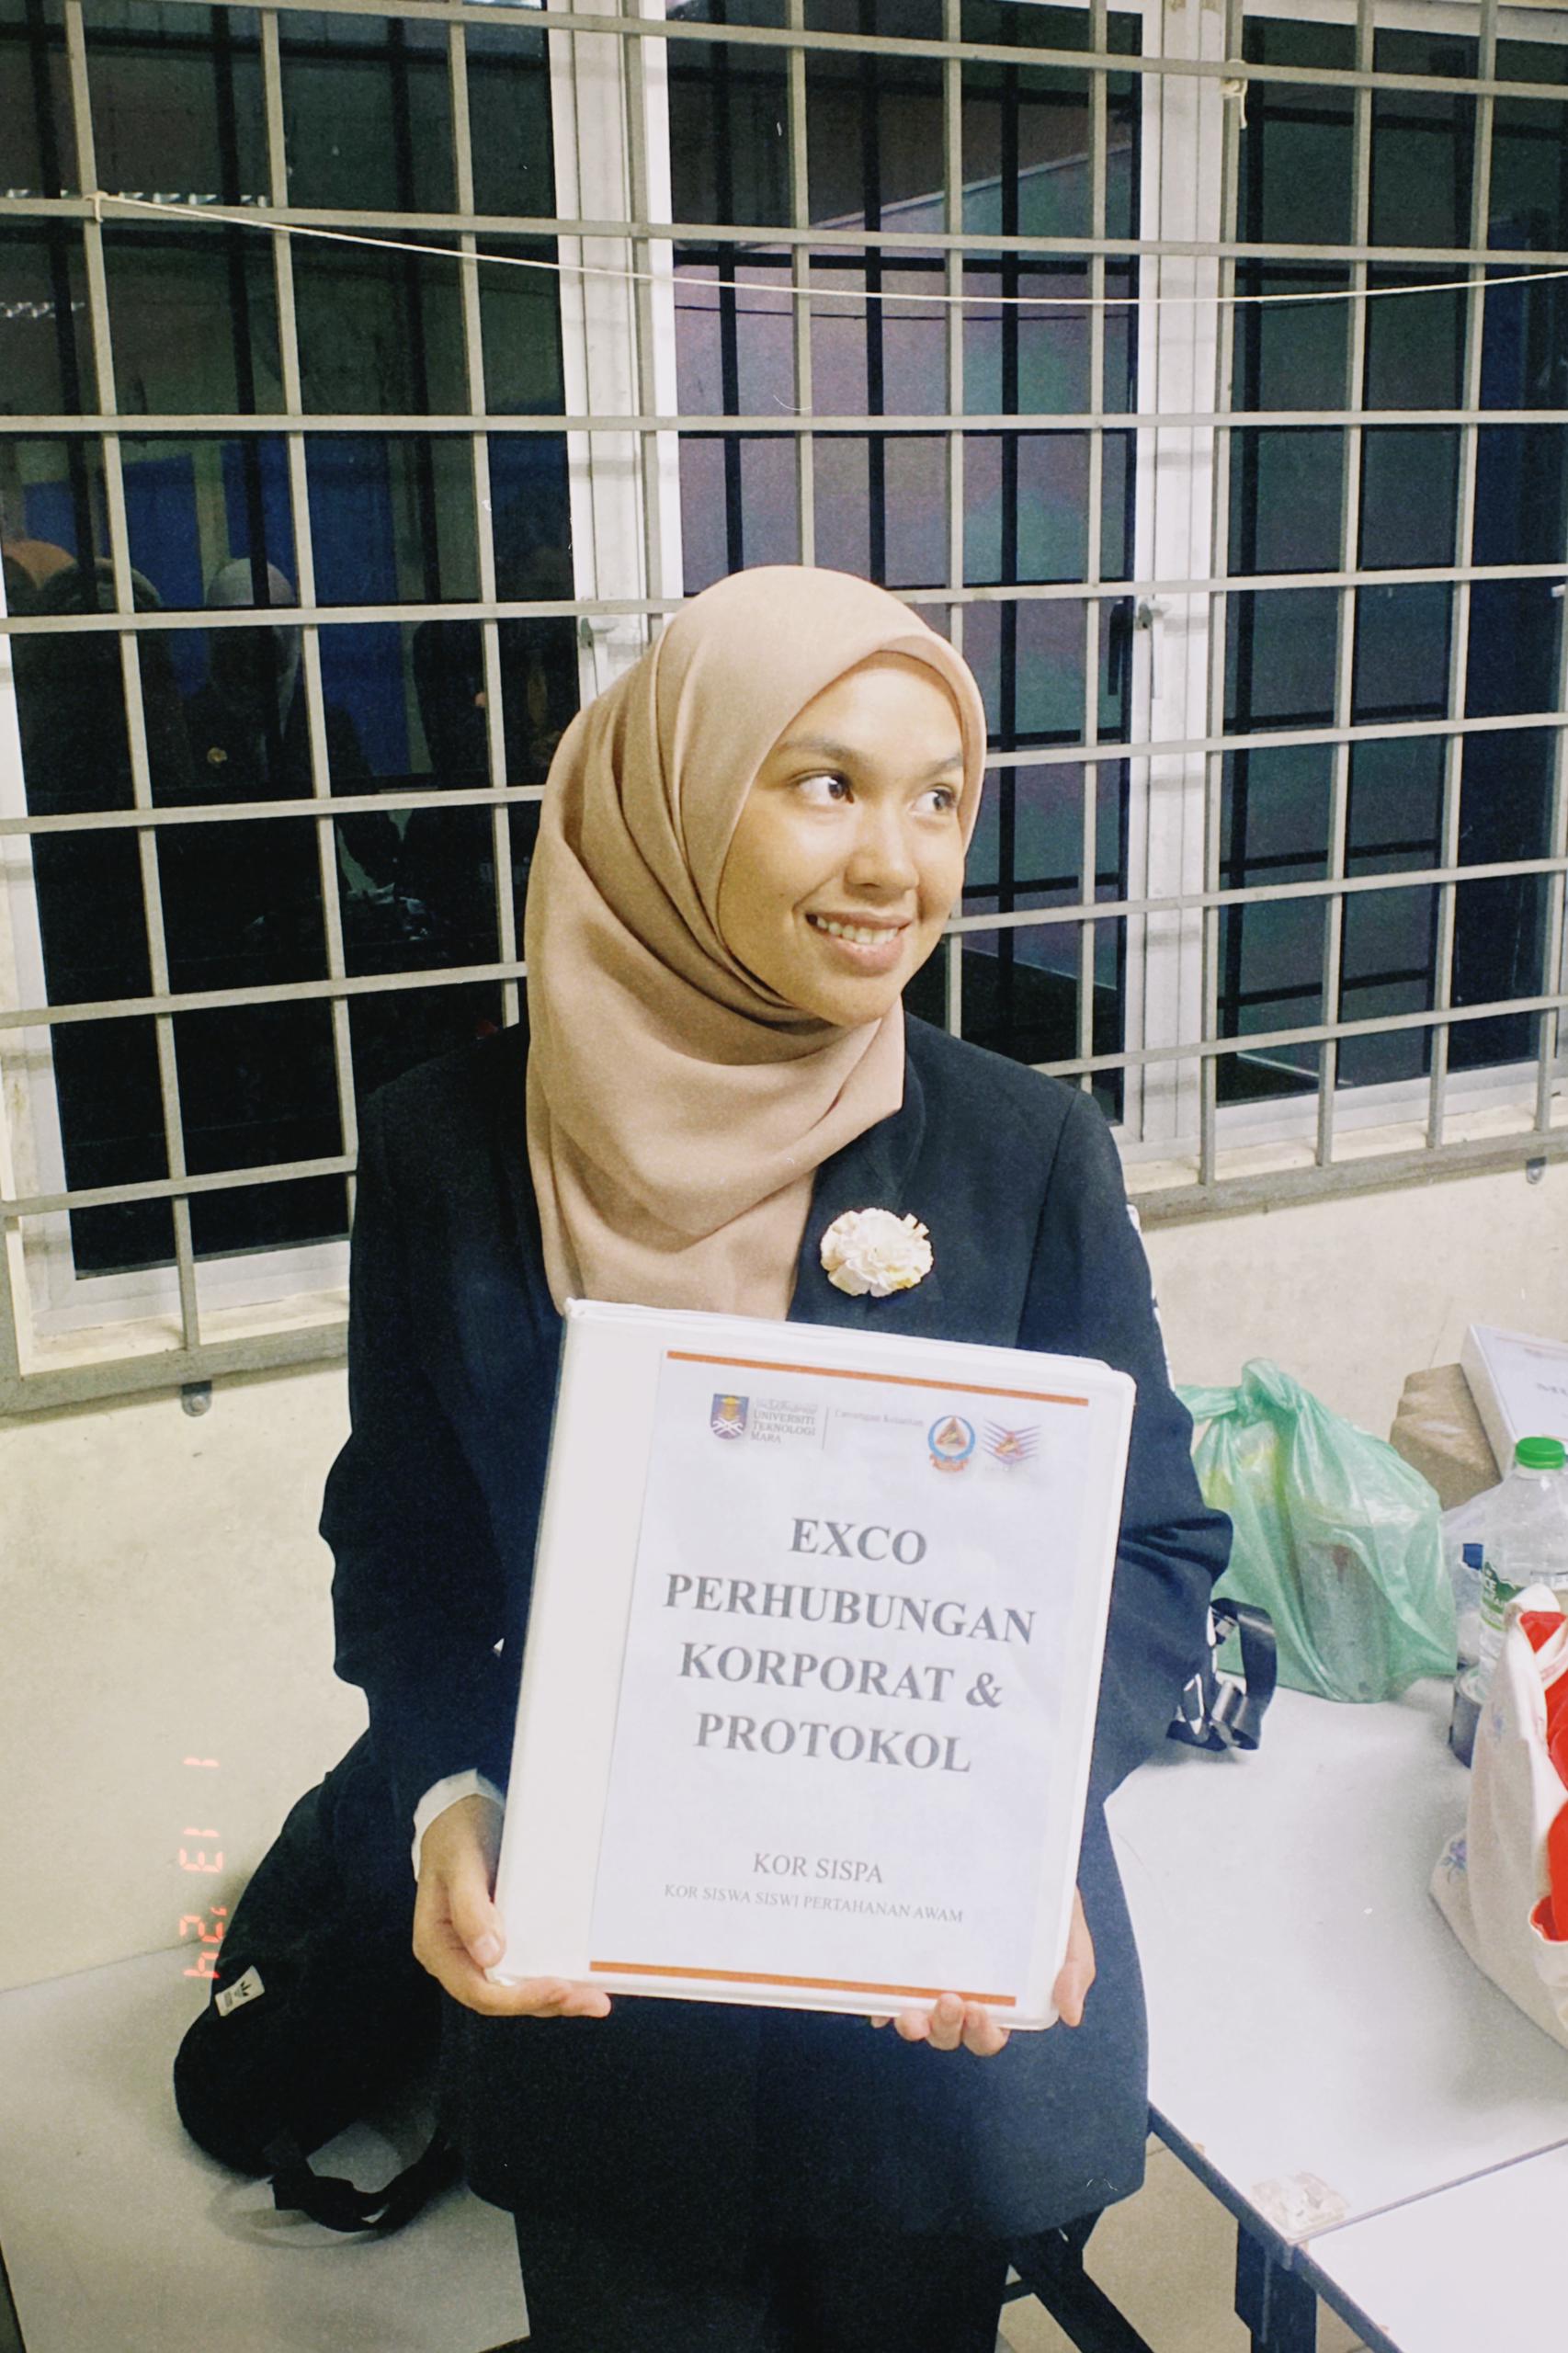 UNIVERSITI
TEKNOLOGI
MARA
EXCO
PERHUBUNGAN
KORPORAT &
PROTOKOL
KOR SISPA
KOR SISWA SISWI PERTAHANAN AWAM
1 13 '24